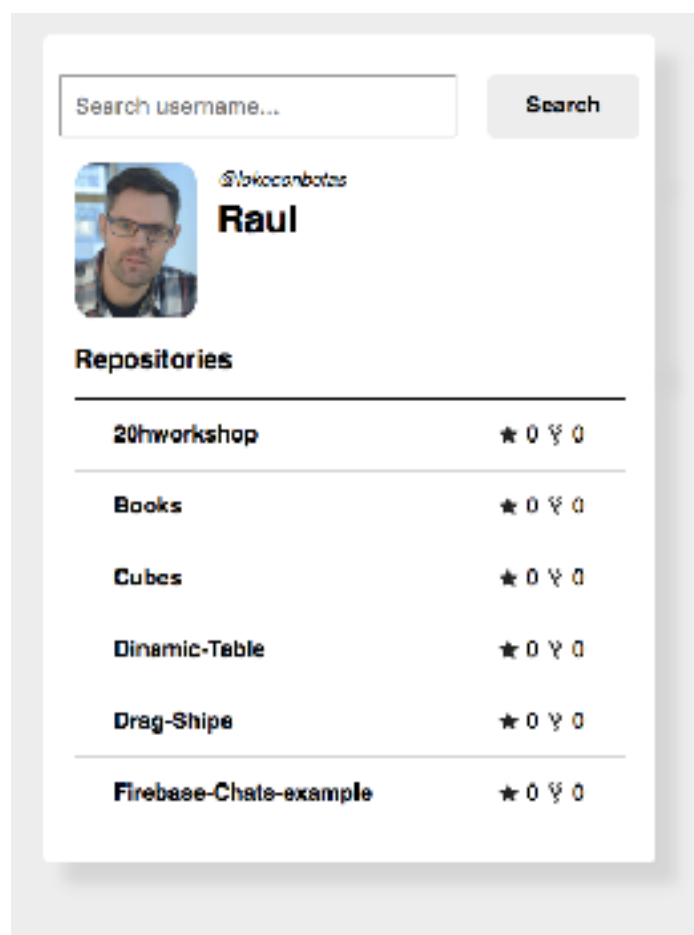 Search username...
Search
@lokoconbotas
Raul
Repositories
20hworkshop ★ 0 0
Books ★ 0 0
Cubes ★ 0 0
Dinamic-Table ★ 0 0
Drag-Shipe ★ 0 0
Firebase-Chats-example ★ 0 0